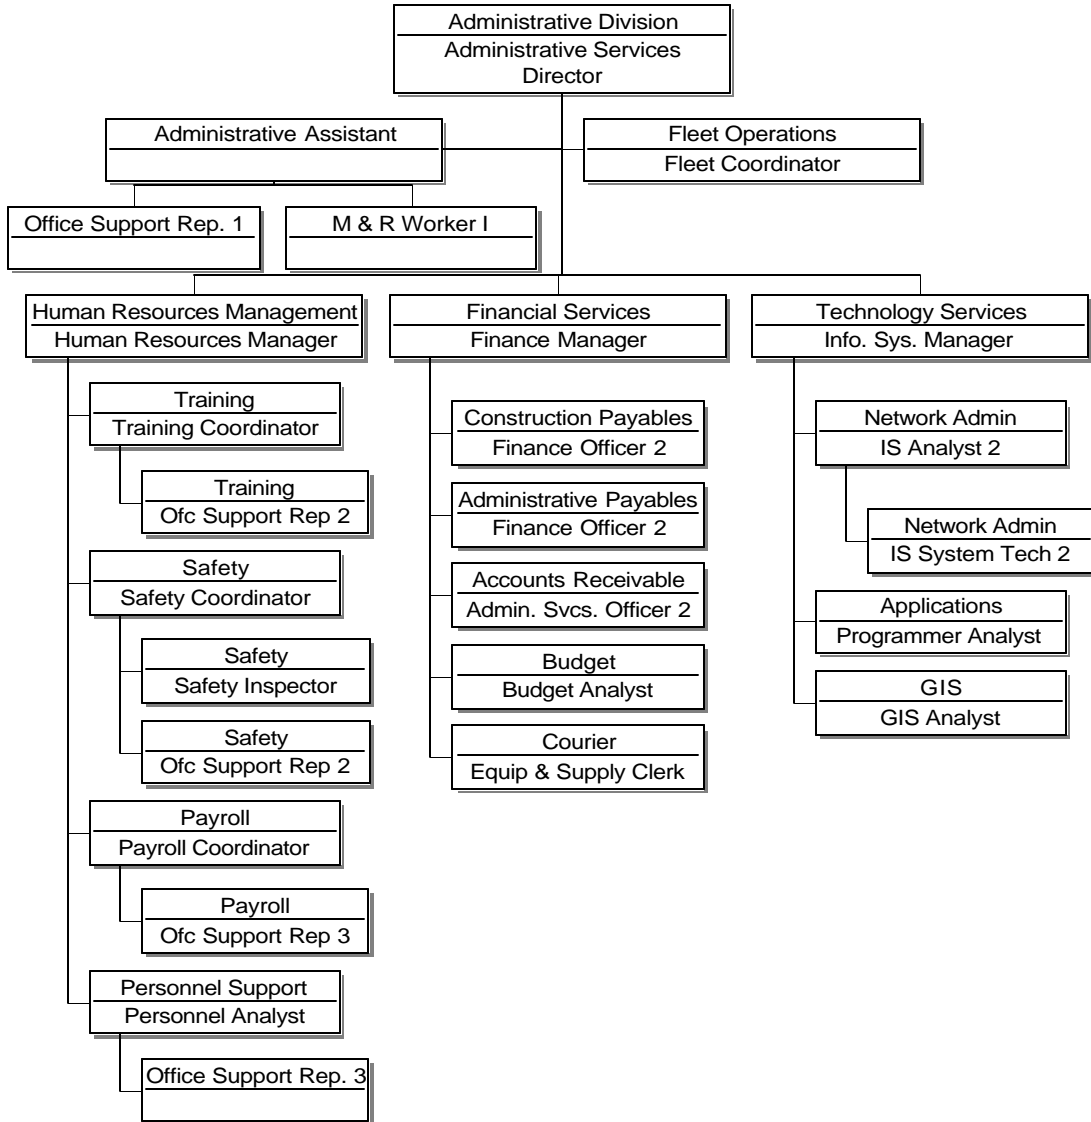 Administrative Division
Administrative Services
Director
Administrative Assistant
Fleet Operations
Fleet Coordinator
Office Support Rep. 1
M & R Worker I
Human Resources Management
Human Resources Manager
Training
Training Coordinator
Training
Ofc Support Rep 2
Safety
Safety Coordinator
Safety
Safety Inspector
Safety
Ofc Support Rep 2
Payroll
Payroll Coordinator
Payroll
Ofc Support Rep 3
Personnel Support
Personnel Analyst
Office Support Rep. 3
Financial Services
Finance Manager
Construction Payables
Finance Officer 2
Administrative Payables
Finance Officer 2
Accounts Receivable
Admin. Svcs. Officer 2
Budget
Budget Analyst
Courier
Equip & Supply Clerk
Technology Services
Info. Sys. Manager
Network Admin
IS Analyst 2
Network Admin
IS System Tech 2
Applications
Programmer Analyst
GIS
GIS Analyst